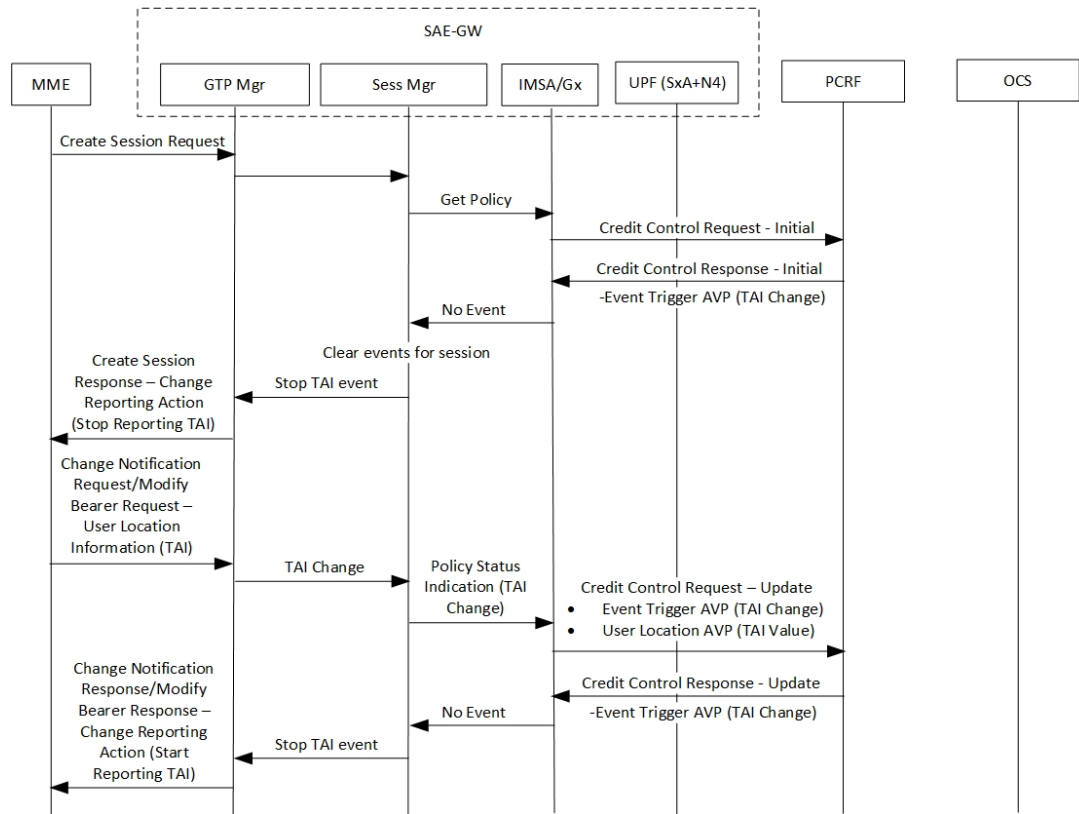 SAE-GW
MME
GTP Mgr
Sess Mgr
IMSA/Gx
UPF (SxA+N4)
PCRF
OCS
Create Session Request
Get Policy
Credit Control Request - Initial
Credit Control Response - Initial
-Event Trigger AVP (TAI Change)
No Event
Clear events for session
Create Session
Response – Change
Reporting Action
(Stop Reporting TAI)
Stop TAI event
Change Notification
Request/Modify
Bearer Request –
User Location
Information (TAI)
TAI Change
Policy Status
Indication (TAI
Change)
Credit Control Request – Update
• Event Trigger AVP (TAI Change)
• User Location AVP (TAI Value)
Change Notification
Response/Modify
Bearer Response –
Change Reporting
Action (Start
Reporting TAI)
Credit Control Response - Update
-Event Trigger AVP (TAI Change)
No Event
Stop TAI event